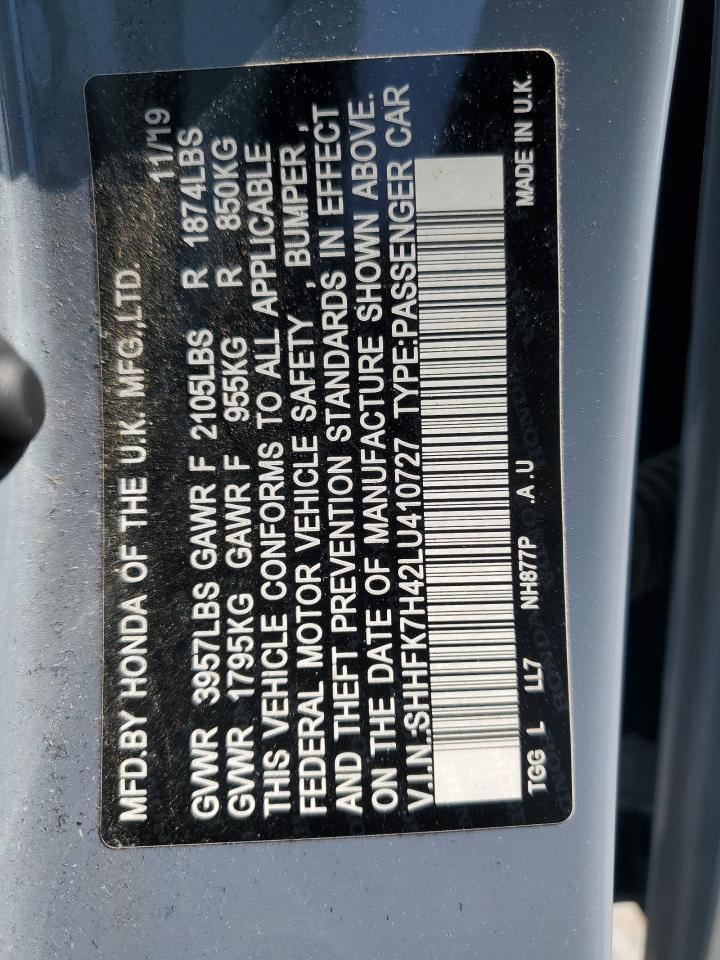 MFD.BY HONDA OF THE U.K. MFG.,LTD. 11/19
GVWR 3957LBS GAWR F 2105LBS R 1874LBS
GVWR 1795KG GAWR F 955KG R 850KG
THIS VEHICLE CONFORMS TO ALL APPLICABLE
FEDERAL MOTOR VEHICLE SAFETY , BUMPER ,
AND THEFT PREVENTION STANDARDS IN EFFECT
ON THE DATE OF MANUFACTURE SHOWN ABOVE.
V.I.N.:SHHFK7H42LU410727 TYPE:PASSENGER CAR
TGG L LL7 NH877P .A.U MADE IN U.K.